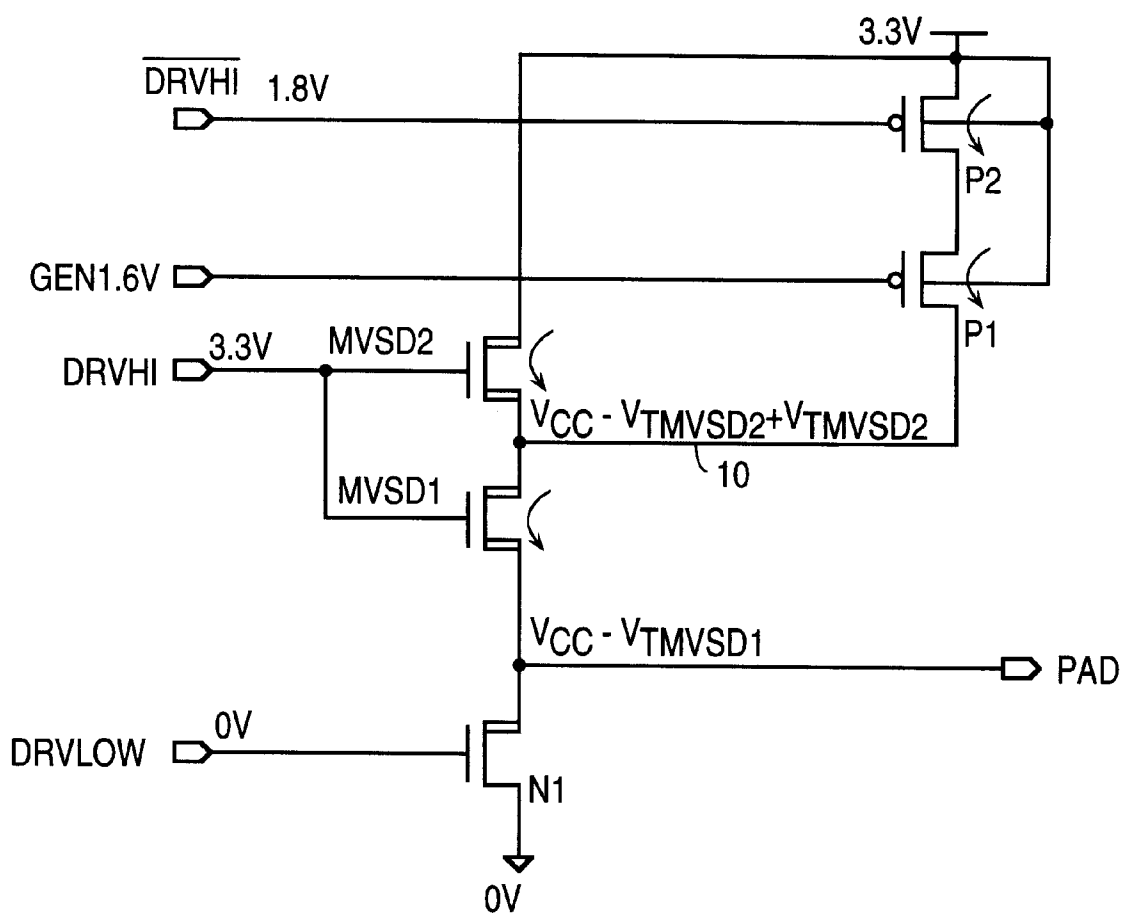 3.3V
DRVHI 1.8V
P2
GEN1.6V
P1
DRVHI 3.3V MVSD2
VCC - VTMVSD2+VTMVSD2
10
MVSD1
VCC - VTMVSD1
PAD
DRVLOW 0V
N1
0V